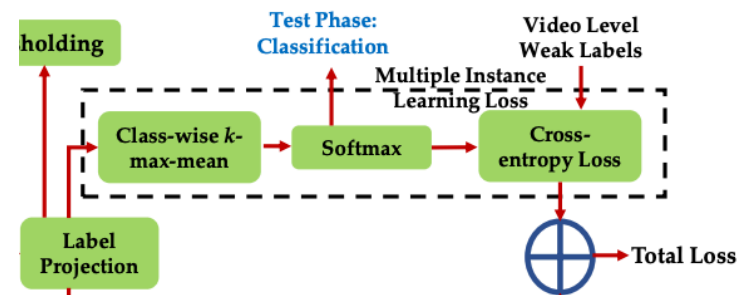 Test Phase:
Classification
Video Level
Weak Labels
holding
Multiple Instance
Learning Loss
Class-wise k-
max-mean
Softmax
Cross-
entropy Loss
Label
Projection
Total Loss